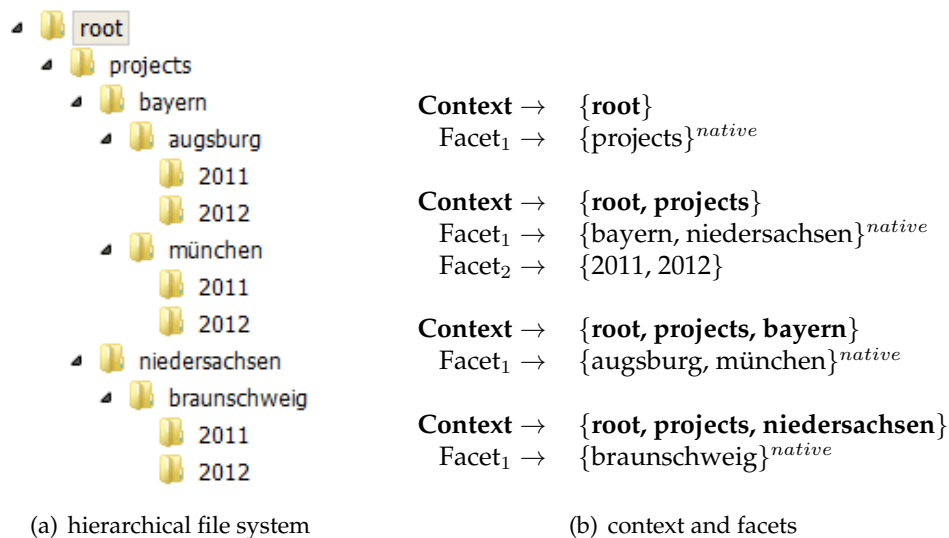 root
projects
bayern
augsburg
2011
2012
münchen
2011
2012
niedersachsen
braunschweig
2011
2012
(a) hierarchical file system
Context → {root}
Facet₁ → {projects}^native
Context → {root, projects}
Facet₁ → {bayern, niedersachsen}^native
Facet₂ → {2011, 2012}
Context → {root, projects, bayern}
Facet₁ → {augsburg, münchen}^native
Context → {root, projects, niedersachsen}
Facet₁ → {braunschweig}^native
(b) context and facets